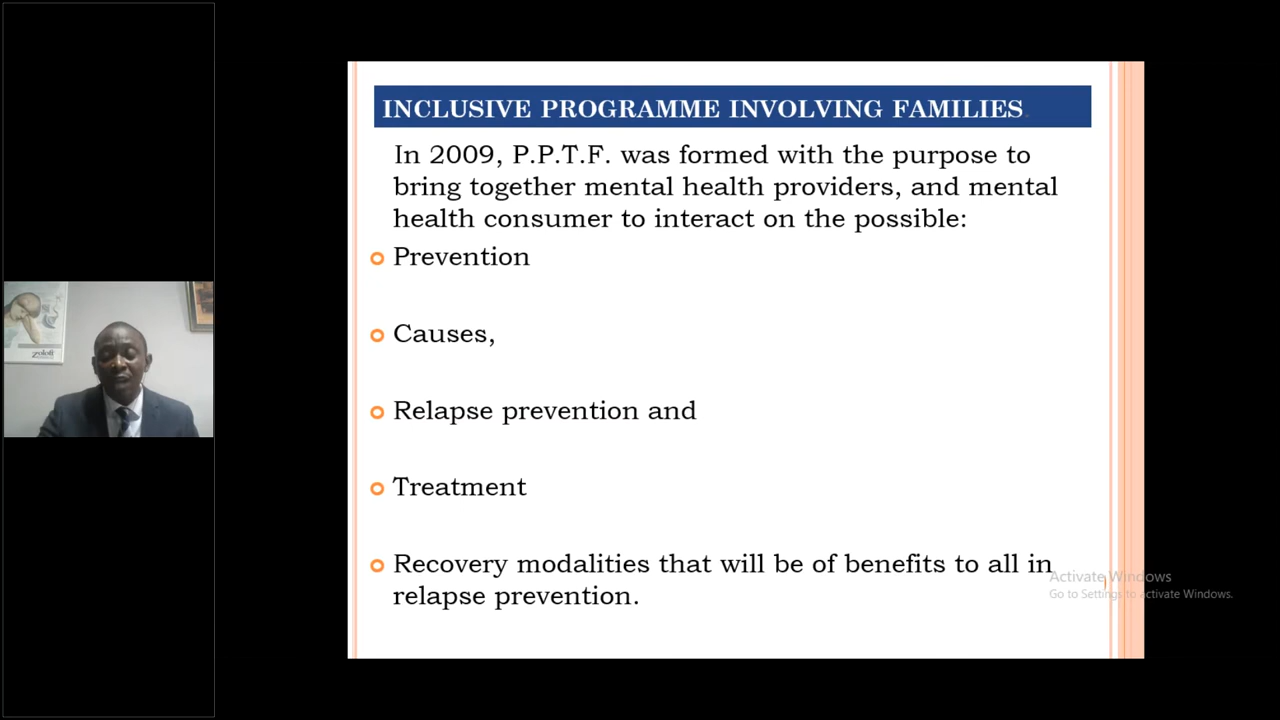 INCLUSIVE PROGRAMME INVOLVING FAMILIES.
In 2009, P.P.T.F. was formed with the purpose to
bring together mental health providers, and mental
health consumer to interact on the possible:
Prevention
Causes,
Relapse prevention and
Treatment
Recovery modalities that will be of benefits to all in
relapse prevention.
Activate Windows
Go to Settings to activate Windows.
Zoloft